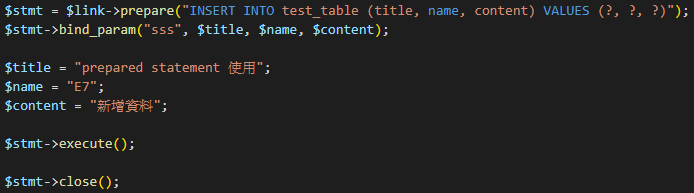 $stmt = $link->prepare("INSERT INTO test_table (title, name, content) VALUES (?, ?, ?)");
$stmt->bind_param("sss", $title, $name, $content);
$title = "prepared statement 使用";
$name = "E7";
$content = "新增資料";
$stmt->execute();
$stmt->close();